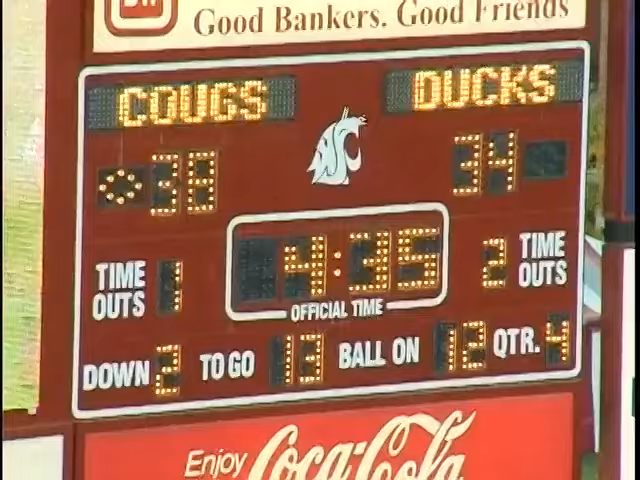 Good Bankers. Good Friends
COUGS DUCKS
38 34
TIME OUTS 1 4:35 2 TIME OUTS
OFFICIAL TIME
DOWN 2 TO GO 13 BALL ON 12 QTR. 4
Enjoy Coca-Cola